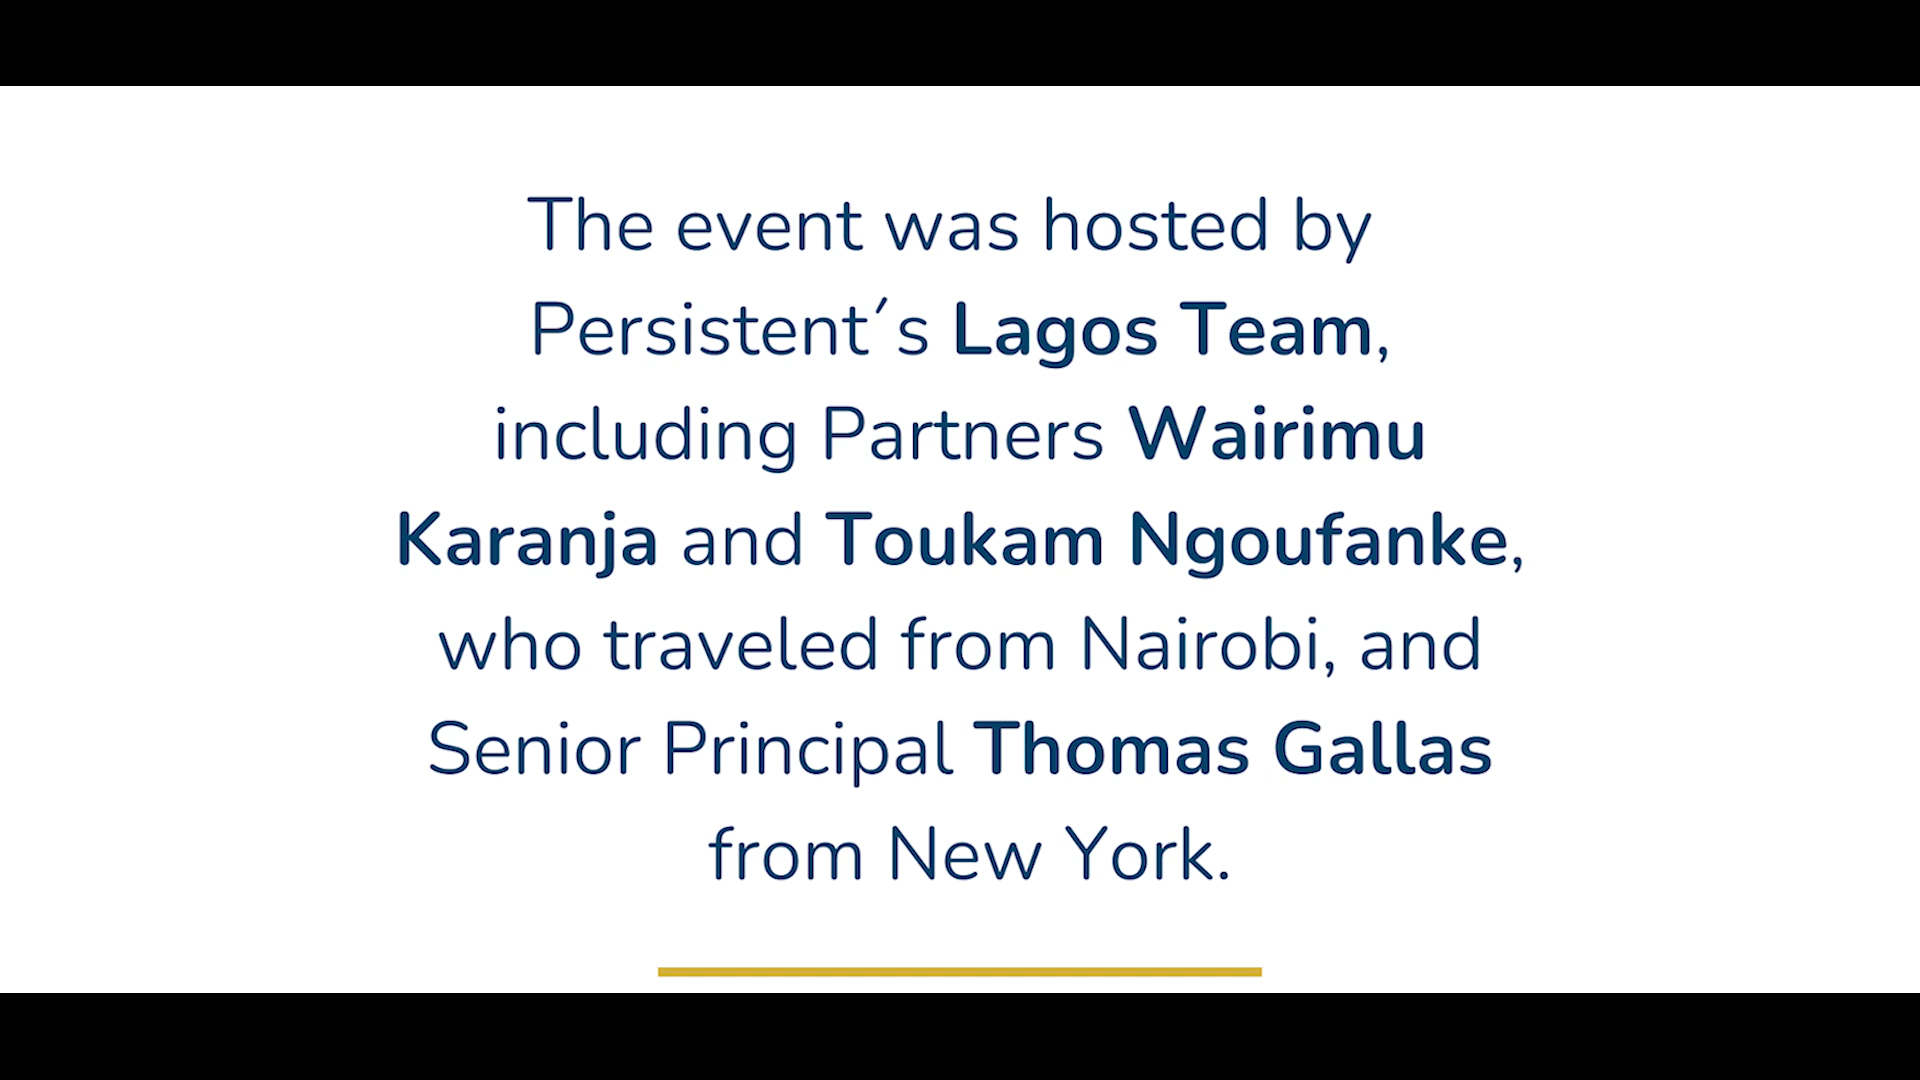 The event was hosted by
Persistent´s Lagos Team,
including Partners Wairimu
Karanja and Toukam Ngoufanke,
who traveled from Nairobi, and
Senior Principal Thomas Gallas
from New York.